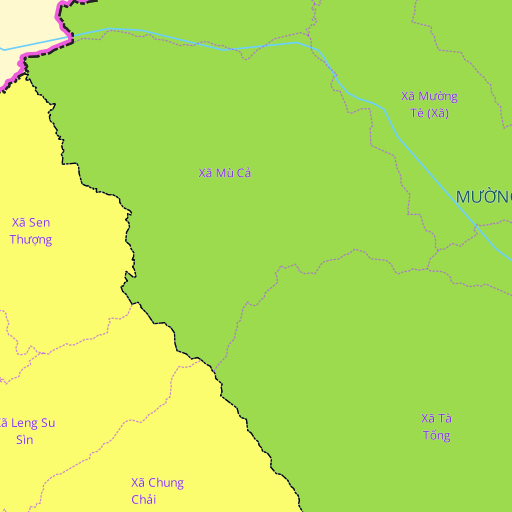 Xã Mường
Tè (Xã)
Xã Mù Cả
MƯỜNG
Xã Sen
Thượng
Xã Tà
Tổng
Xã Leng Su
Sìn
Xã Chung
Chải